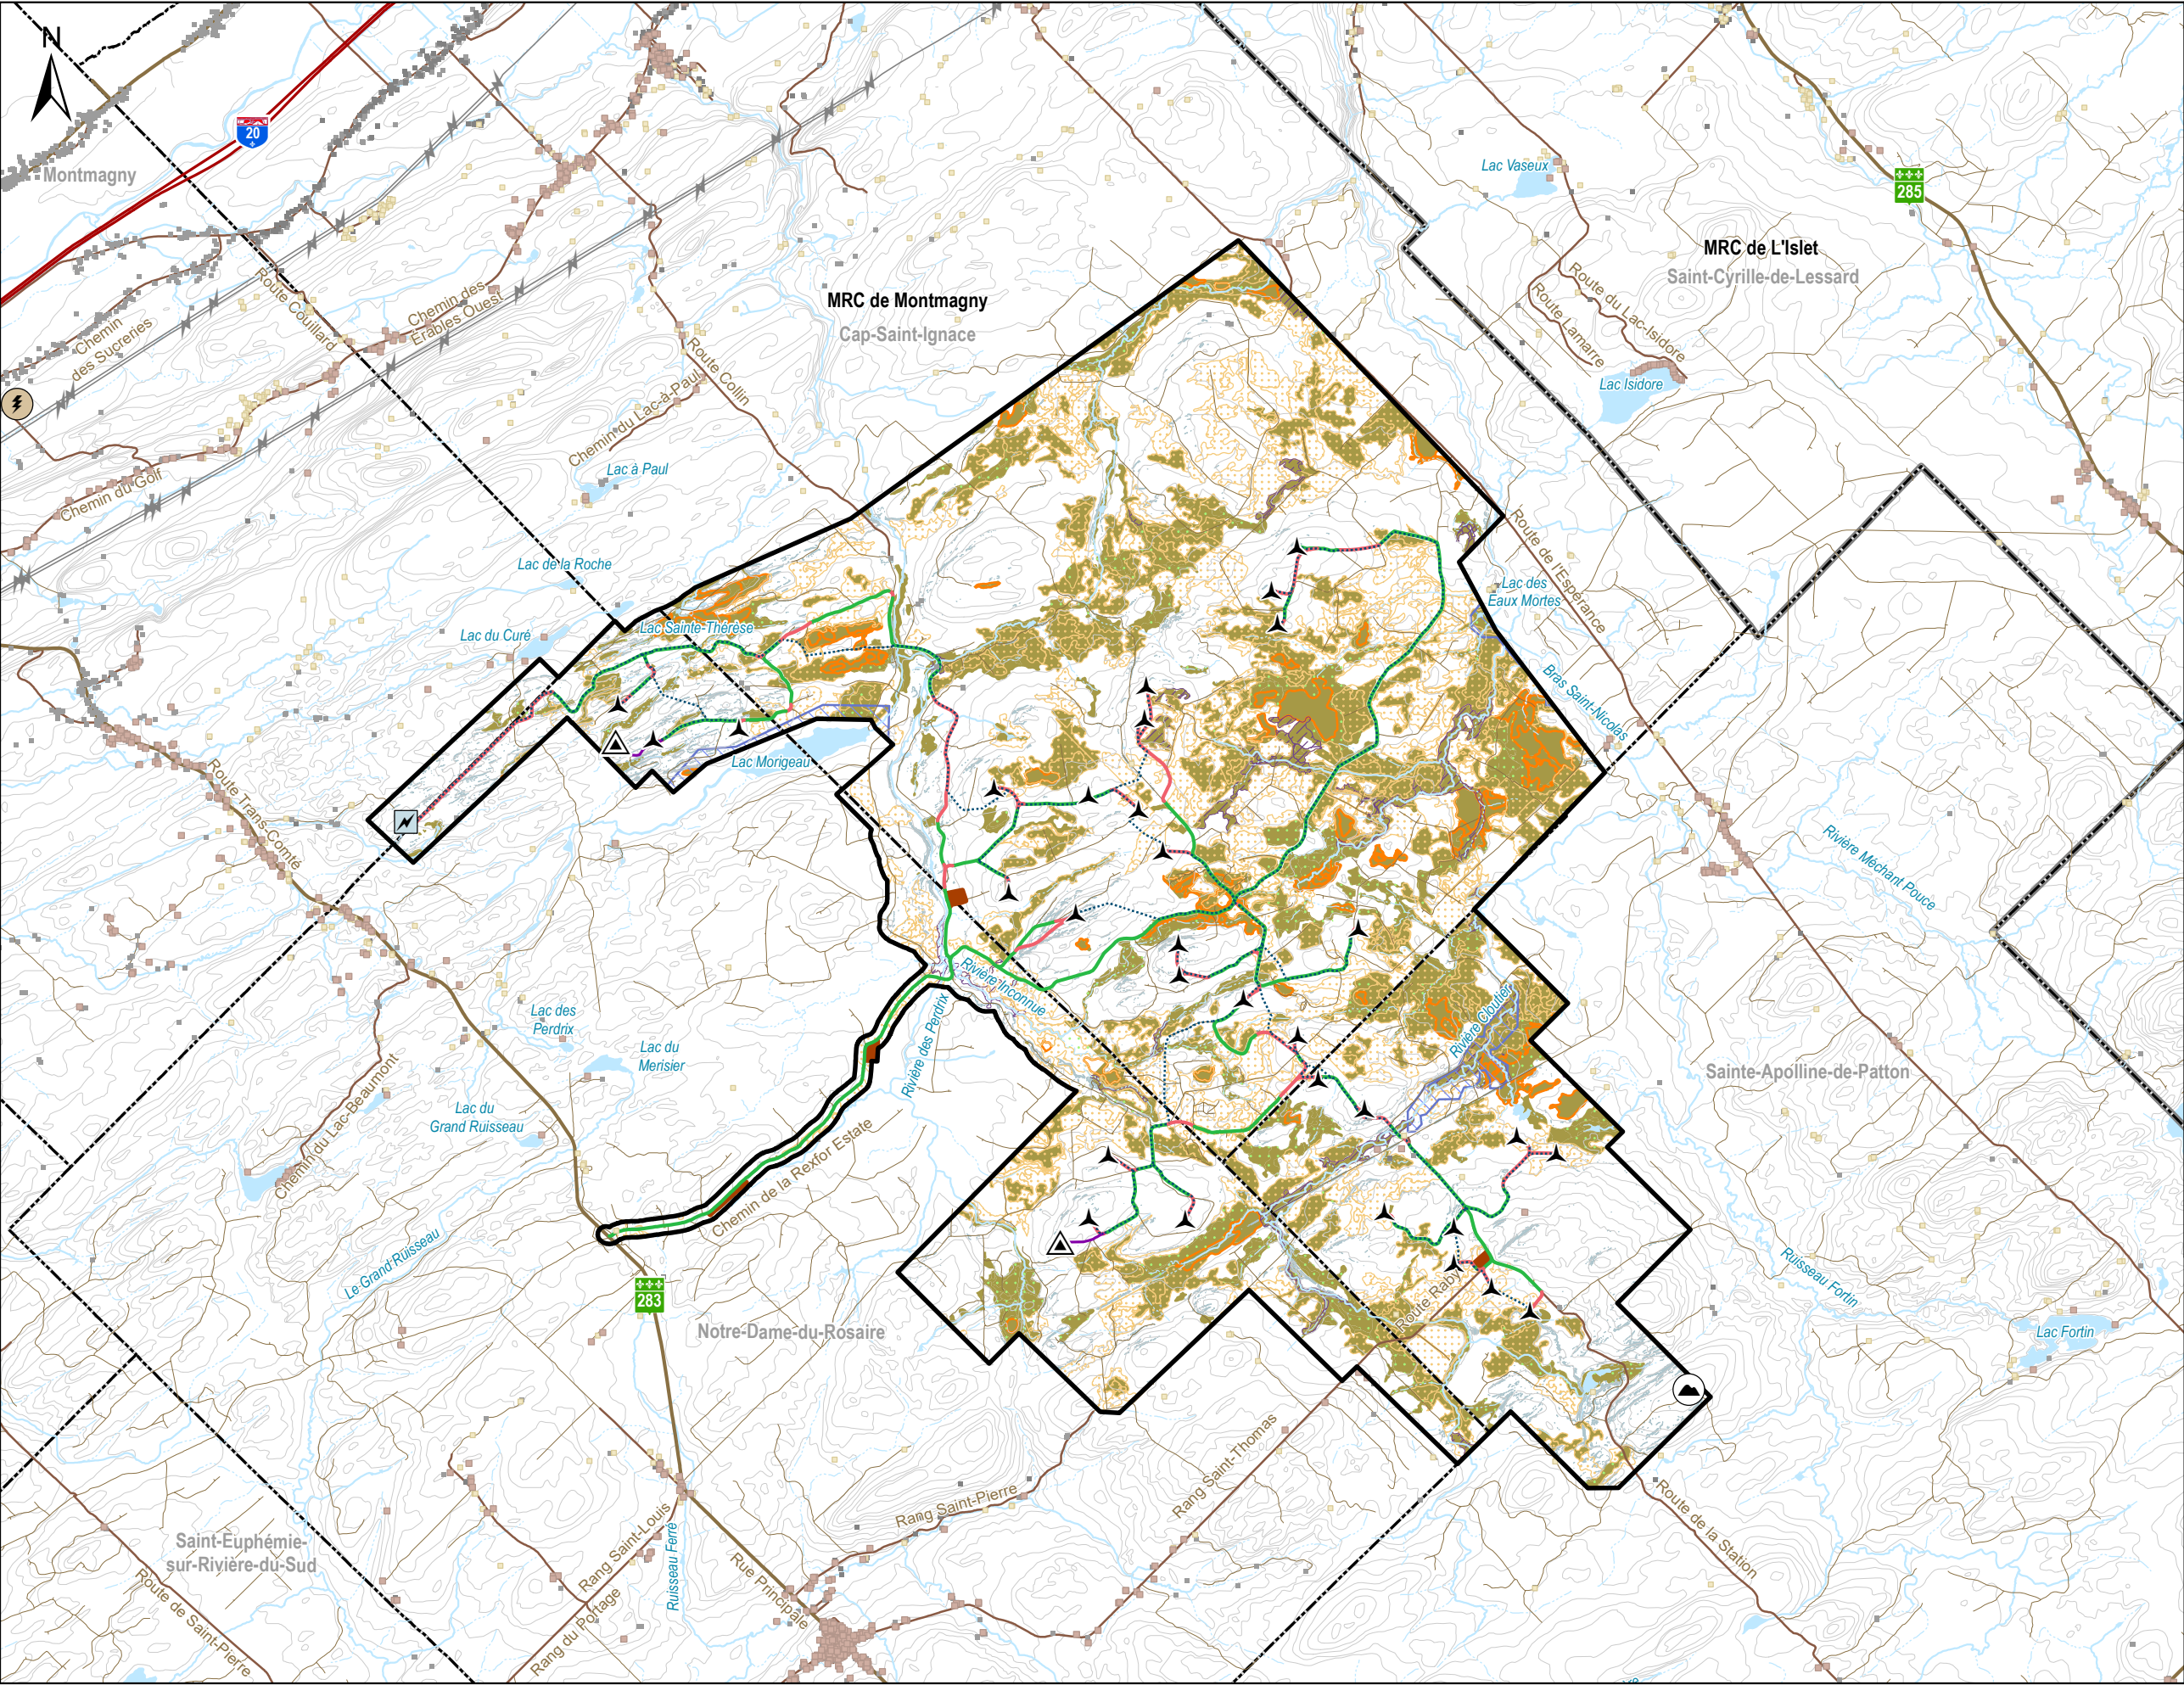 N
20
Montmagny
285
Lac Vaseux
MRC de L'Islet
Saint-Cyrille-de-Lessard
Route du Lac-Isidore
Route Lamarre
Lac Isidore
MRC de Montmagny
Cap-Saint-Ignace
Route Couillard
Chemin des
Érables Ouest
Chemin
des Sucreries
Route Collin
Chemin du Lac-à-Paul
Lac à Paul
Chemin du Golf
Lac de la Roche
Lac du Curé
Lac Sainte-Thérèse
Lac Morigeau
Route de l'Espérance
Lac des
Eaux Mortes
Bras Saint-Nicolas
Route Trans-Comté
Rivière Méchant Pouce
Rivière Inconnue
Rivière des Perdrix
Rivière Cloutier
Lac des
Perdrix
Lac du
Merisier
Lac du
Grand Ruisseau
Sainte-Apolline-de-Patton
Chemin du Lac-Beaumont
Chemin de la Rexfor Estate
Le Grand Ruisseau
283
Notre-Dame-du-Rosaire
Route Raby
Ruisseau Fortin
Lac Fortin
Rang Saint-Pierre
Rang Saint-Thomas
Route de la Station
Saint-Euphémie-
sur-Rivière-du-Sud
Rang Saint-Louis
Ruisseau Ferré
Rue Principale
Rang du Portage
Route de Saint-Pierre